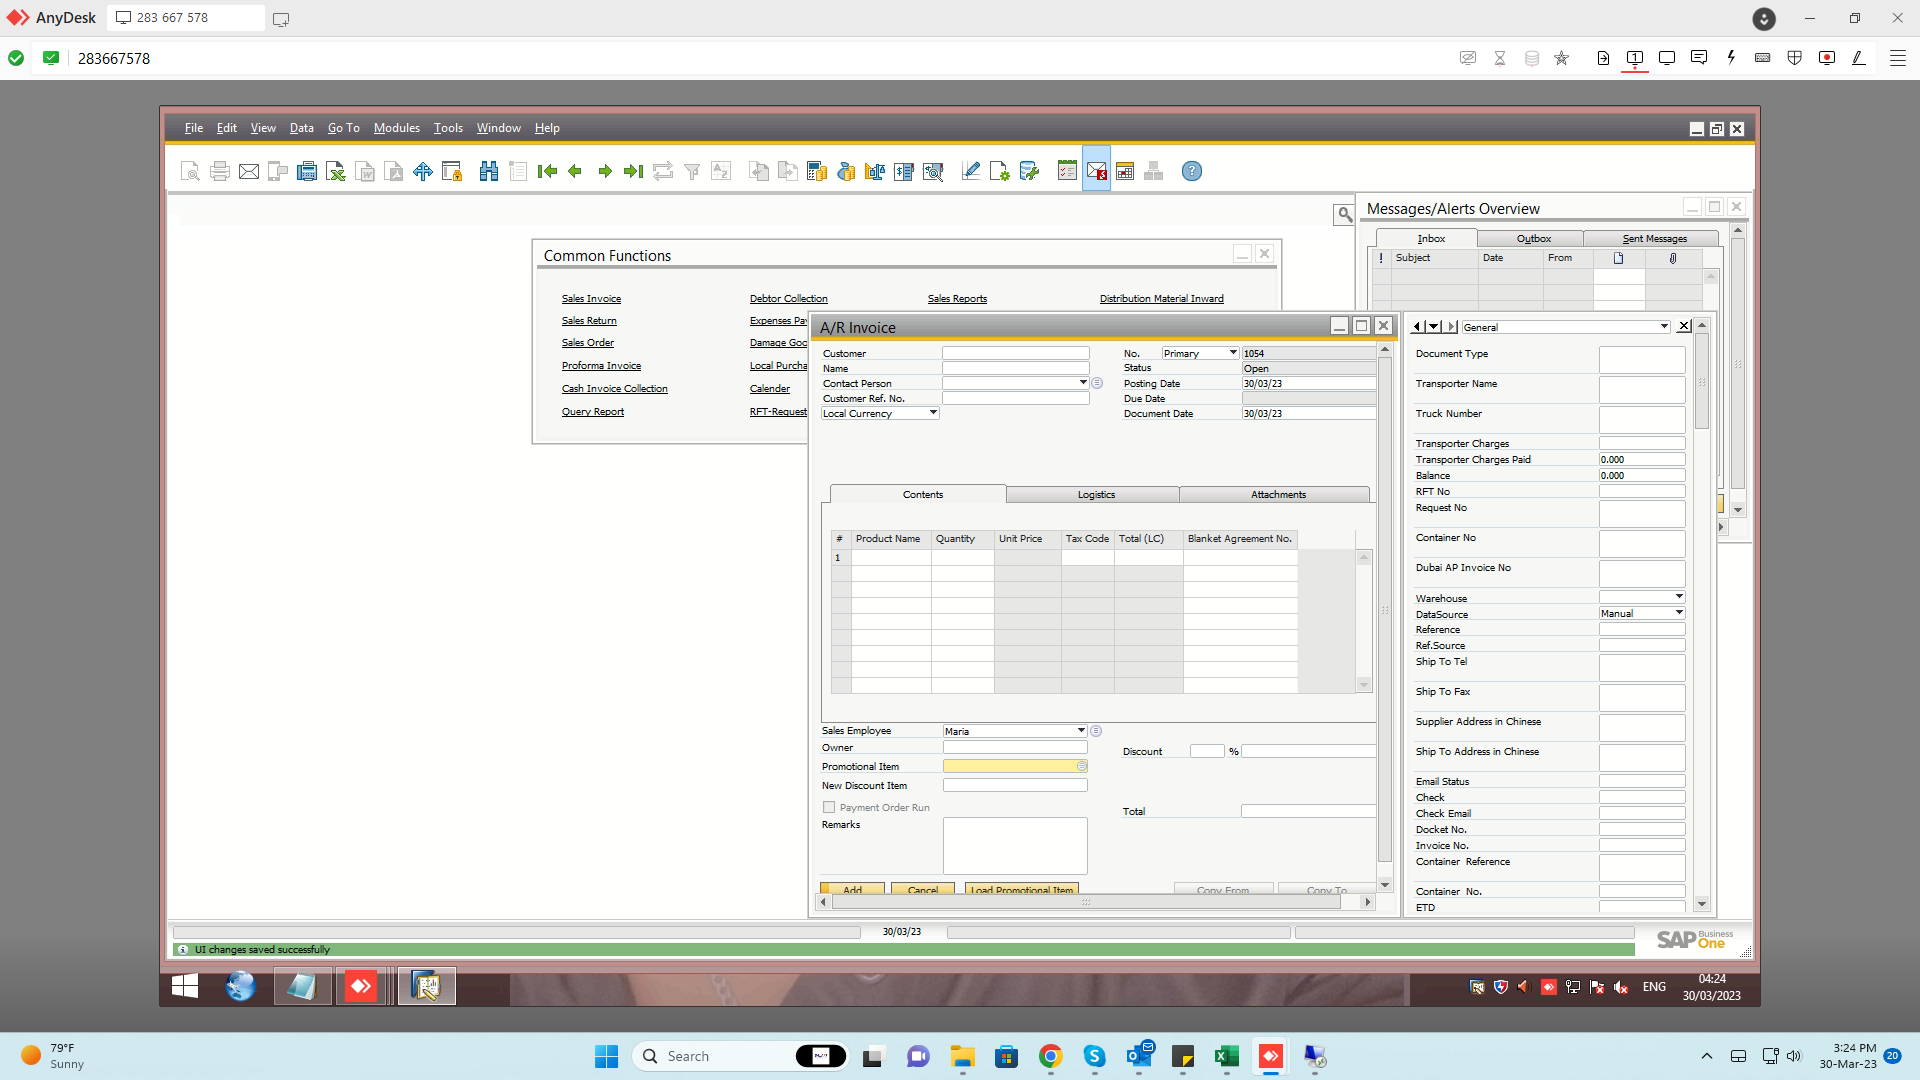 AnyDesk
283 667 578
283667578
File Edit View Data Go To Modules Tools Window Help
Messages/Alerts Overview
Inbox Outbox Sent Messages
! Subject Date From
Common Functions
Sales Invoice Debtor Collection Sales Reports Distribution Material Inward
Sales Return Expenses Pay
Sales Order Damage Goo
Proforma Invoice Local Purcha
Cash Invoice Collection Calender
Query Report RFT-Request
A/R Invoice
Customer No. Primary 1054
Name Status Open
Contact Person Posting Date 30/03/23
Customer Ref. No. Due Date
Local Currency Document Date 30/03/23
Contents Logistics Attachments
# Product Name Quantity Unit Price Tax Code Total (LC) Blanket Agreement No.
1
Sales Employee Maria
Owner
Discount %
Promotional Item
New Discount Item
Payment Order Run
Total
Remarks
Add Cancel Load Promotional Item Copy From Copy To
General
Document Type
Transporter Name
Truck Number
Transporter Charges
Transporter Charges Paid 0.000
Balance 0.000
RFT No
Request No
Container No
Dubai AP Invoice No
Warehouse
DataSource Manual
Reference
Ref.Source
Ship To Tel
Ship To Fax
Supplier Address in Chinese
Ship To Address in Chinese
Email Status
Check
Check Email
Docket No.
Invoice No.
Container Reference
Container No.
ETD
30/03/23
UI changes saved successfully
SAP Business One
ENG
04:24
30/03/2023
79°F
Sunny
Search
3:24 PM
30-Mar-23
20